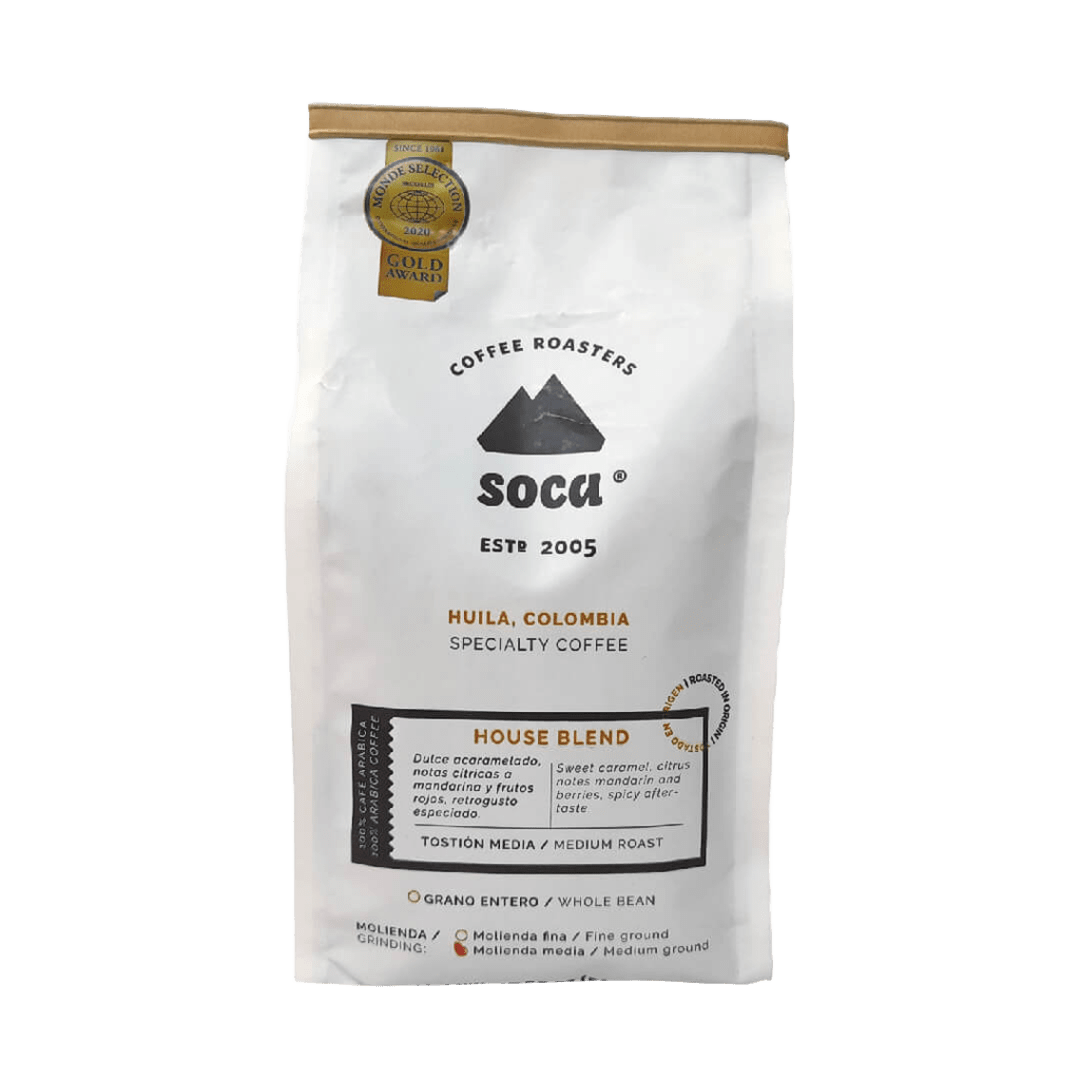 SINCE 1961
MONDE SELECTION
BRUXELLES
2020
GOLD
AWARD
COFFEE ROASTERS
soca ®
ESTD 2005
HUILA, COLOMBIA
SPECIALTY COFFEE
ROASTED IN ORIGIN /
100% CAFÉ ARÁBICA
100% ARABICA COFFEE
HOUSE BLEND
Dulce acaramelado,
notas cítricas a
mandarina y frutos
rojos, retrogusto
especiado.
Sweet caramel, citrus
notes mandarin and
berries, spicy after-
taste
TOSTIÓN MEDIA / MEDIUM ROAST
GRANO ENTERO / WHOLE BEAN
MOLIENDA /
GRINDING:
Molienda fina / Fine ground
Molienda media / Medium ground